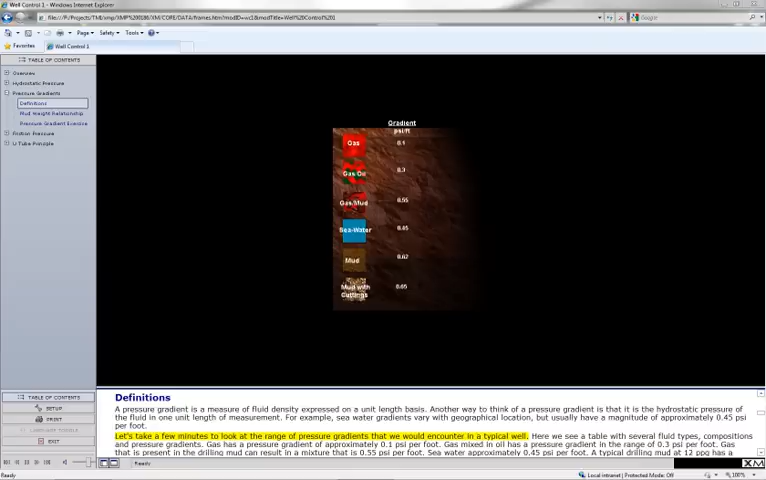 Well Control 1 - Windows Internet Explorer
Google
Page
Safety
Tools
Favorites
Well Control 1
TABLE OF CONTENTS
Overview
Hydrostatic Pressure
Pressure Gradients
Definitions
Mud Weight Relationship
Pressure Gradient Exercise
Friction Pressure
U Tube Principle
Gradient
psi/ft
Gas 0.1
Gas Oil 0.3
Gas/Mud 0.55
Sea-Water
Mud 0.62
Mud with
Cuttings 0.65
TABLE OF CONTENTS
SETUP
PRINT
LANGUAGE TOGGLE
EXIT
Definitions
A pressure gradient is a measure of fluid density expressed on a unit length basis. Another way to think of a pressure gradient is that it is the hydrostatic pressure of
the fluid in one unit length of measurement. For example, sea water gradients vary with geographical location, but usually have a magnitude of approximately 0.45 psi
per foot.
Let's take a few minutes to look at the range of pressure gradients that we would encounter in a typical well. Here we see a table with several fluid types, compositions
and pressure gradients. Gas has a pressure gradient of approximately 0.1 psi per foot. Gas mixed in oil has a pressure gradient in the range of 0.3 psi per foot. Gas
that is present in the drilling mud can result in a mixture that is 0.55 psi per foot. Sea water approximately 0.45 psi per foot. A typical drilling mud at 12 ppg has a
Ready
XM
Ready
Local intranet | Protected Mode: Off
100%